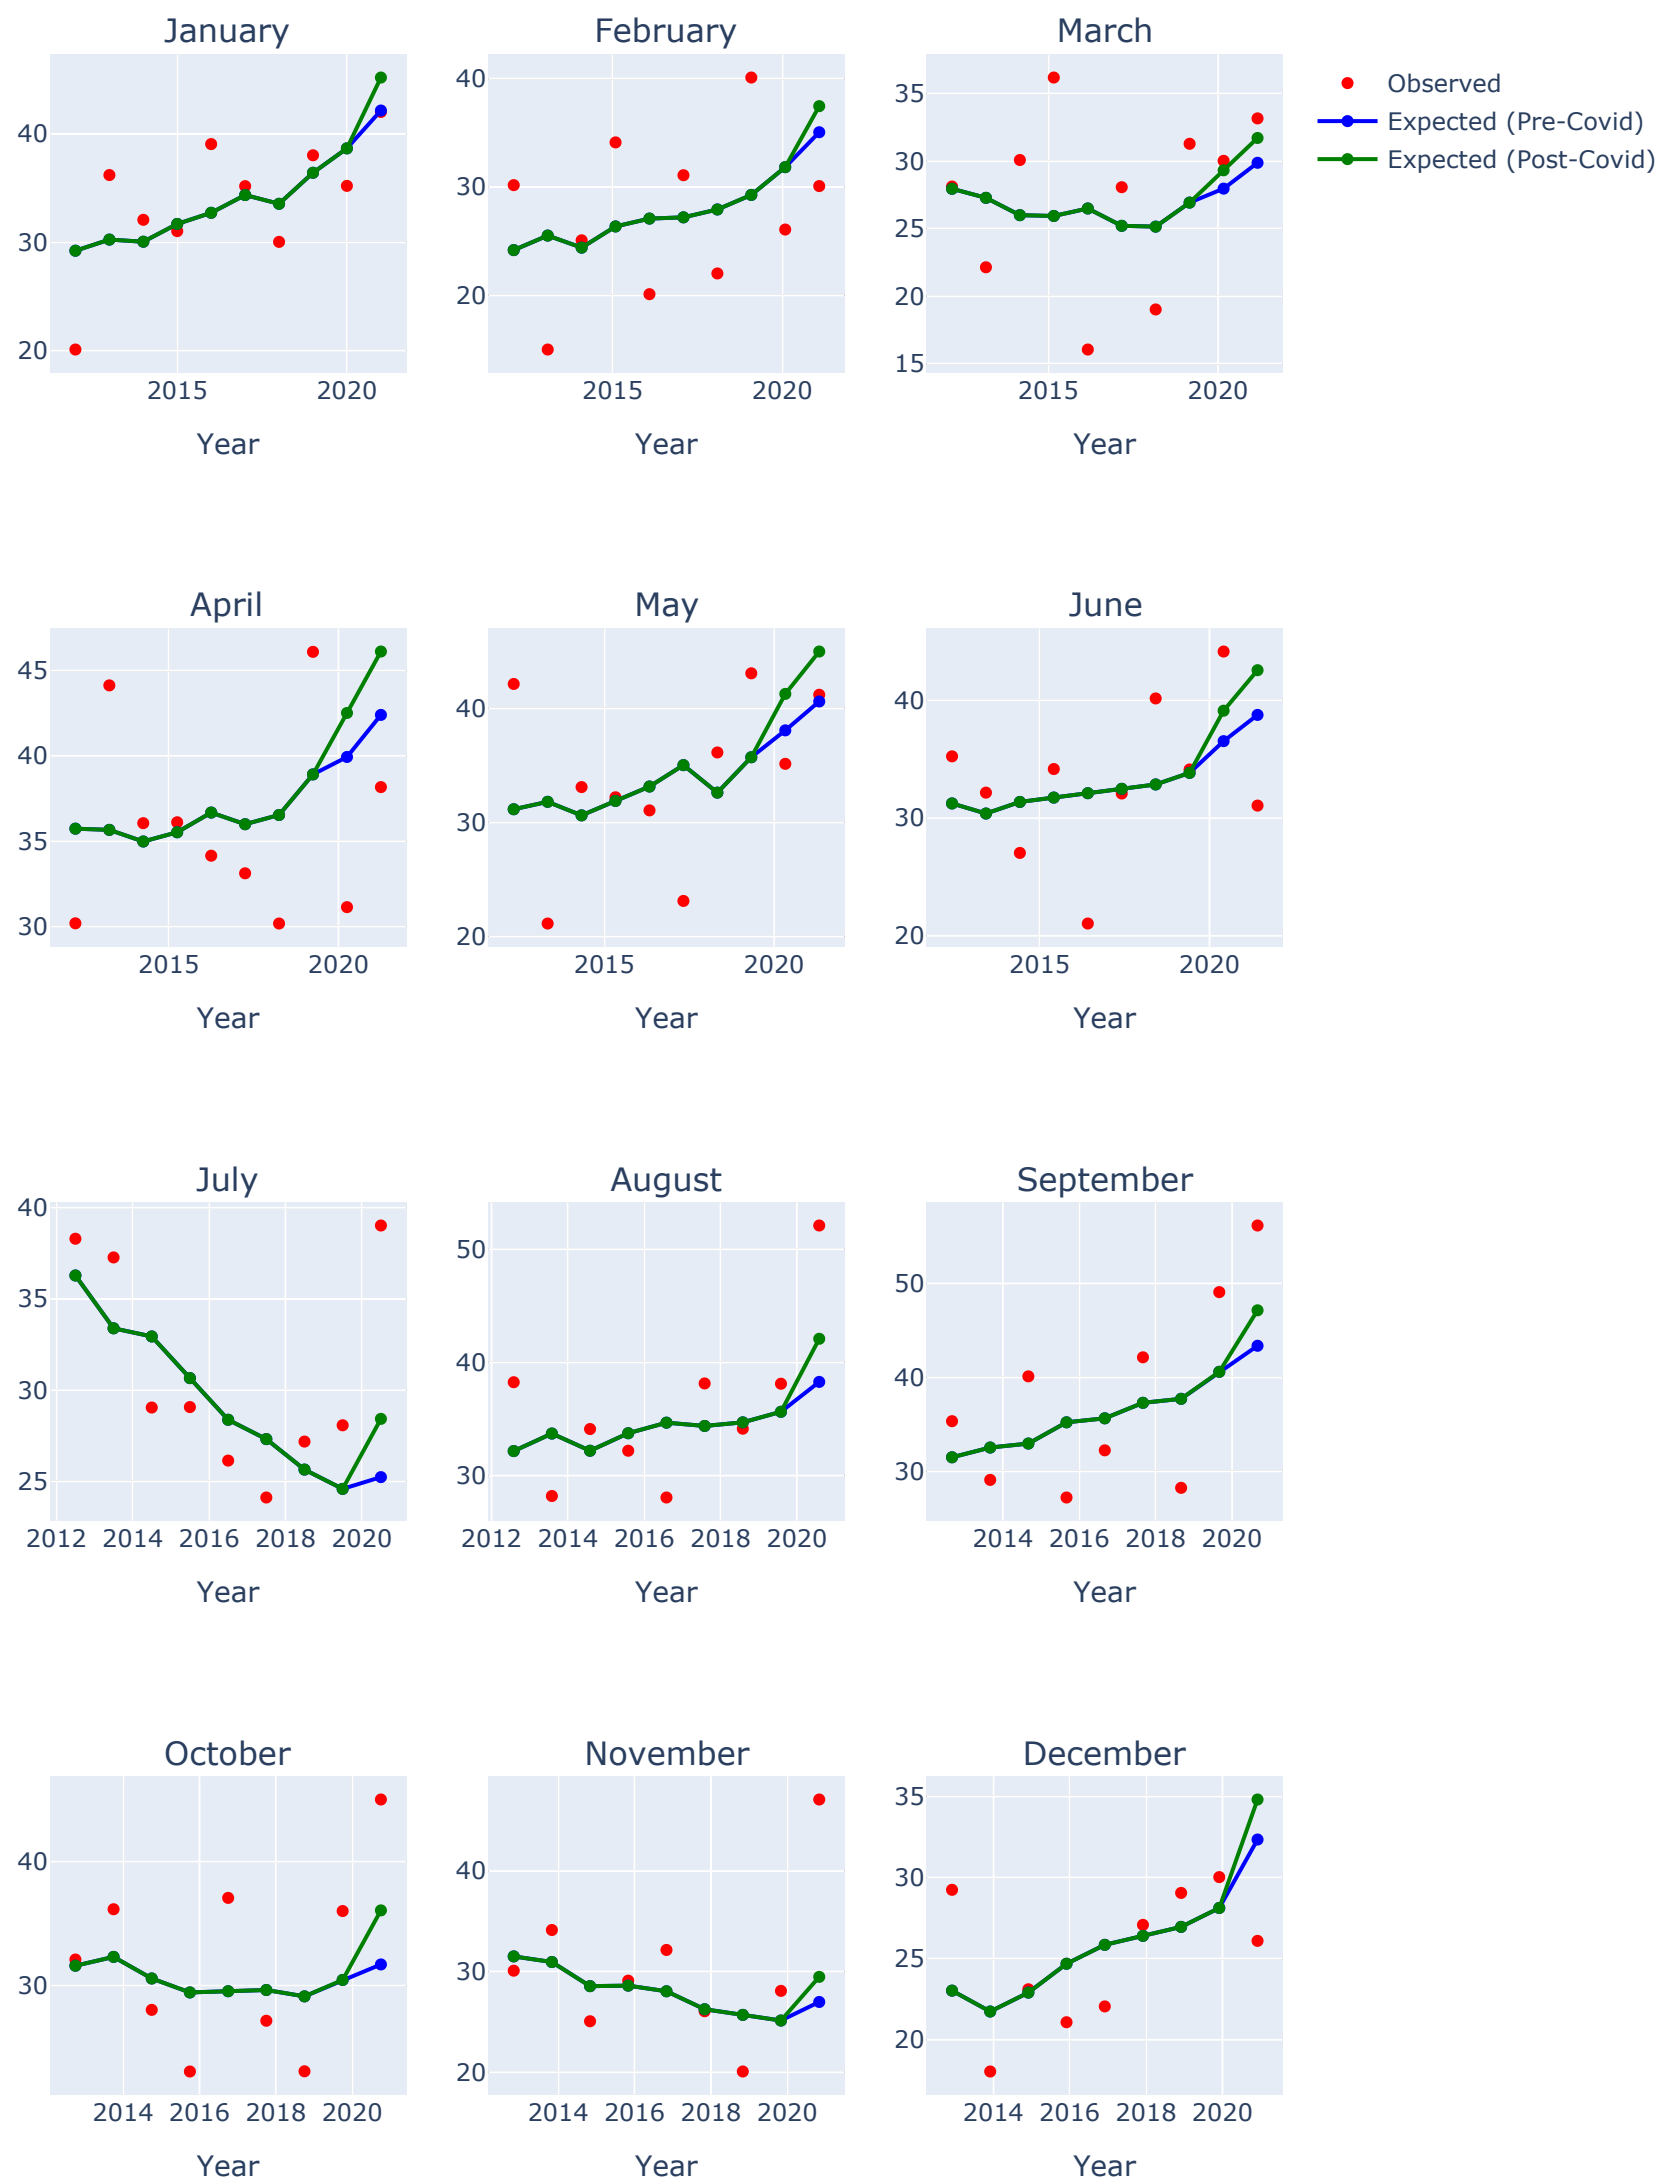 January
February
March
Observed
Expected (Pre-Covid)
Expected (Post-Covid)
40
30
20
2015
2020
Year
40
30
20
2015
2020
Year
35
30
25
20
15
2015
2020
Year
April
May
June
45
40
35
30
2015
2020
Year
40
30
20
2015
2020
Year
40
30
20
2015
2020
Year
July
August
September
40
35
30
25
2012
2014
2016
2018
2020
Year
50
40
30
2012
2014
2016
2018
2020
Year
50
40
30
2014
2016
2018
2020
Year
October
November
December
40
30
2014
2016
2018
2020
Year
40
30
20
2014
2016
2018
2020
Year
35
30
25
20
2014
2016
2018
2020
Year